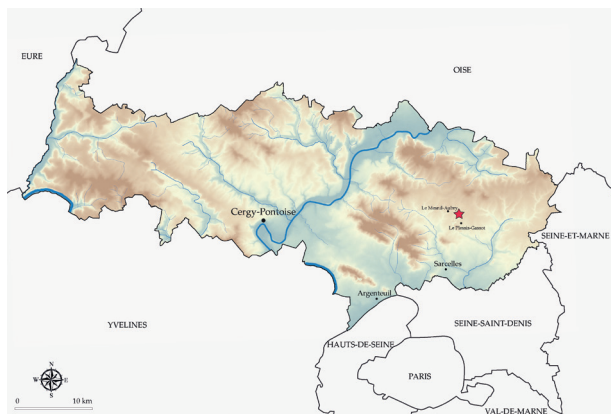 EURE
OISE
Cergy-Pontoise
Le Mesnil-Aubry
Le Plessis-Gassot
SEINE-ET-MARNE
Sarcelles
Argenteuil
YVELINES
SEINE-SAINT-DENIS
HAUTS-DE-SEINE
PARIS
VAL-DE-MARNE
N
W
E
S
0
10 km